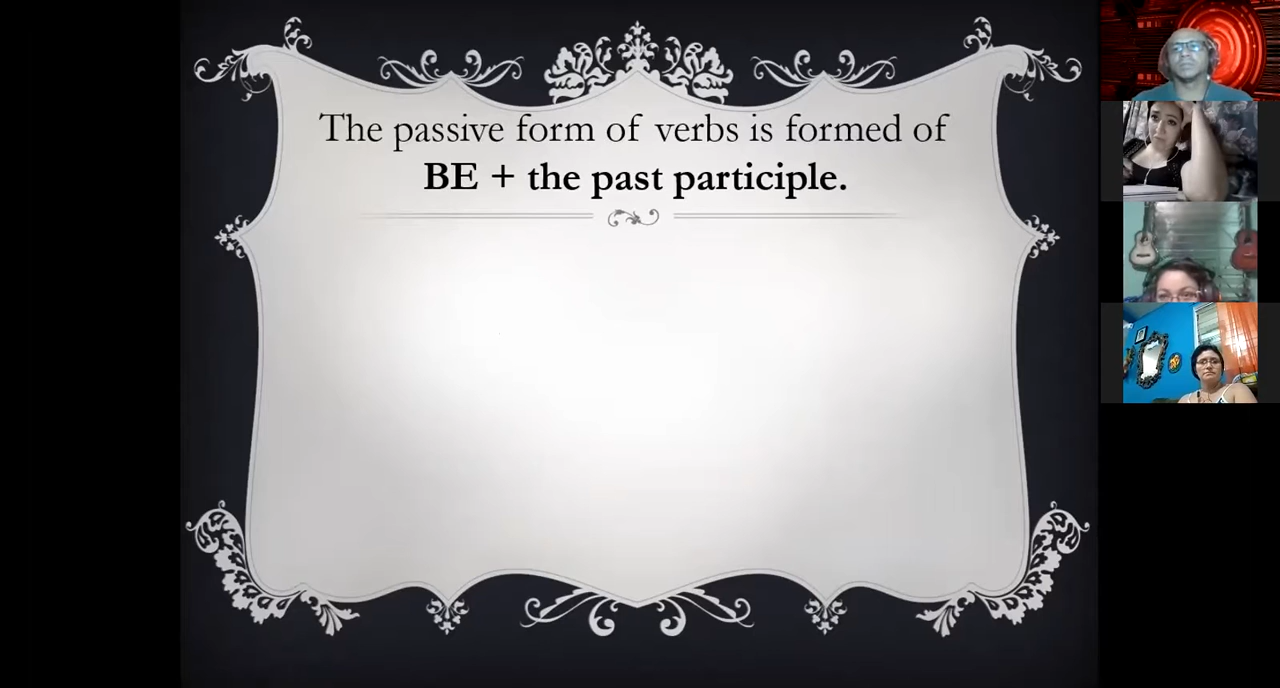 The passive form of verbs is formed of
BE + the past participle.